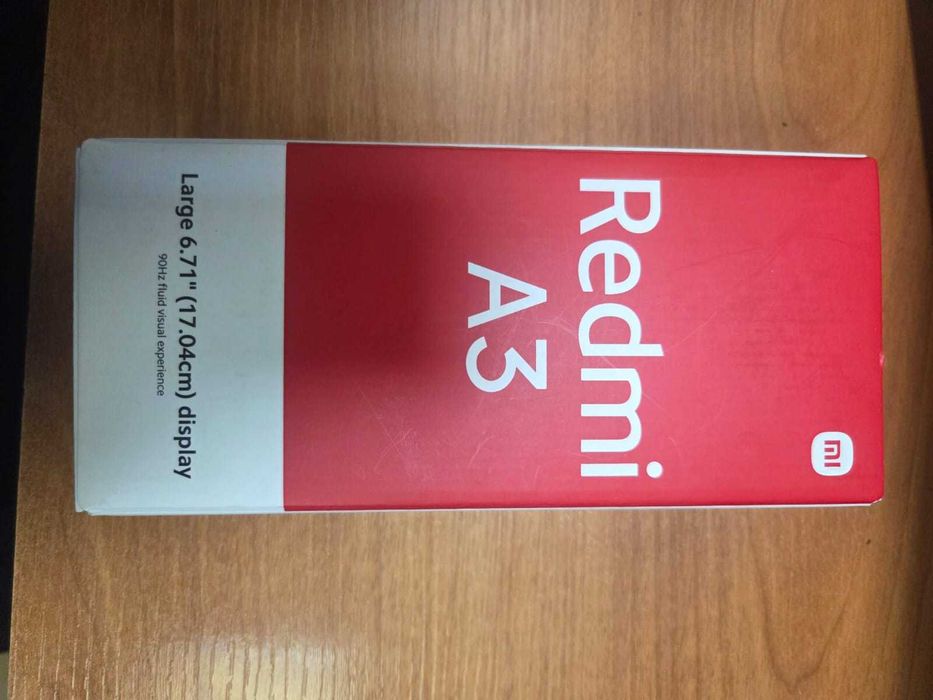 mi
Redmi
A3
Large 6.71" (17.04cm) display
90Hz fluid visual experience